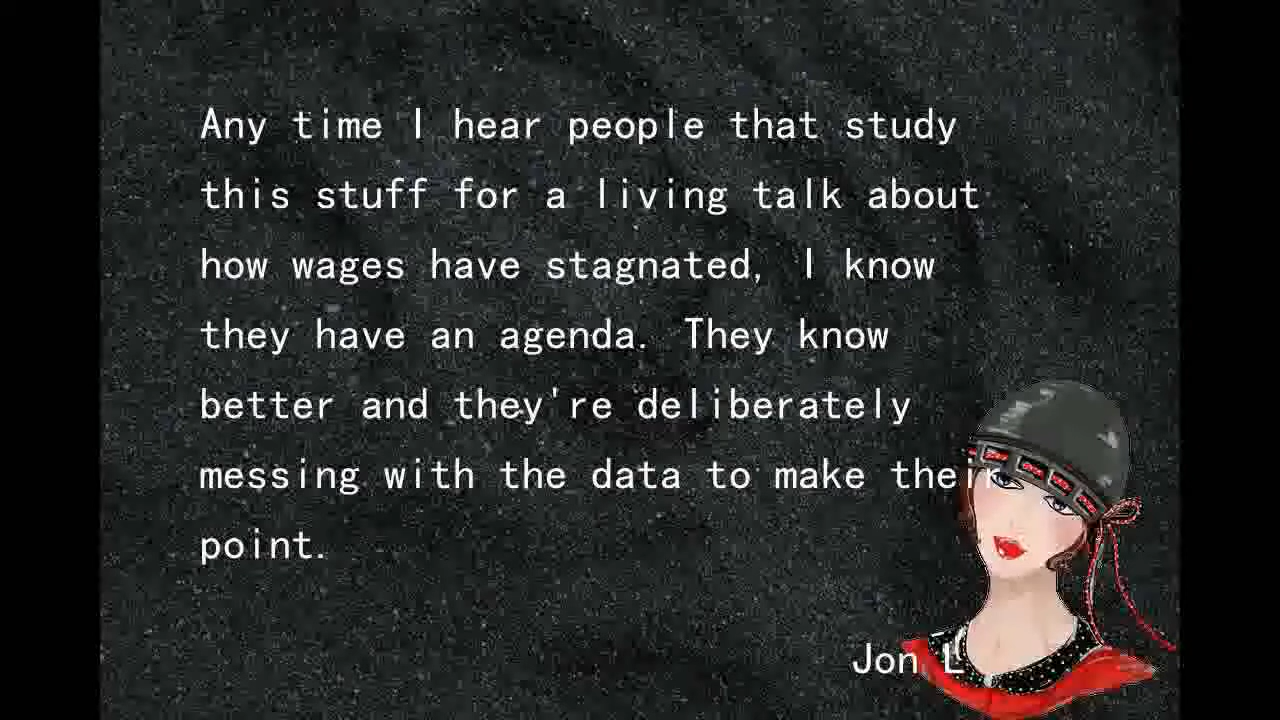 Any time I hear people that study
this stuff for a living talk about
how wages have stagnated, I know
they have an agenda. They know
better and they're deliberately
messing with the data to make their
point.
Jon L